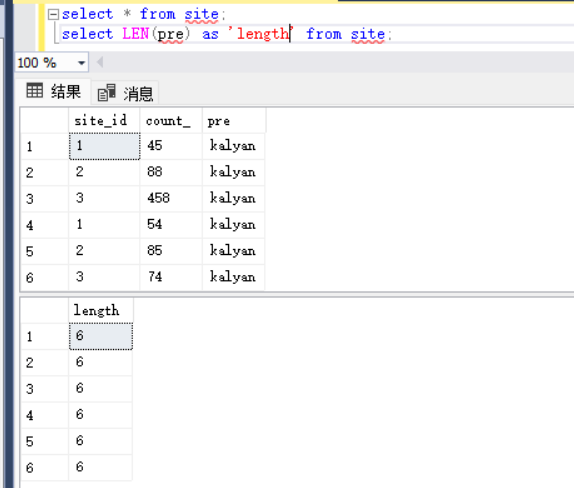 select * from site;
select LEN(pre) as 'length' from site;
100 %
结果 消息
site_id count_ pre
1 1 45 kalyan
2 2 88 kalyan
3 3 458 kalyan
4 1 54 kalyan
5 2 85 kalyan
6 3 74 kalyan
length
1 6
2 6
3 6
4 6
5 6
6 6